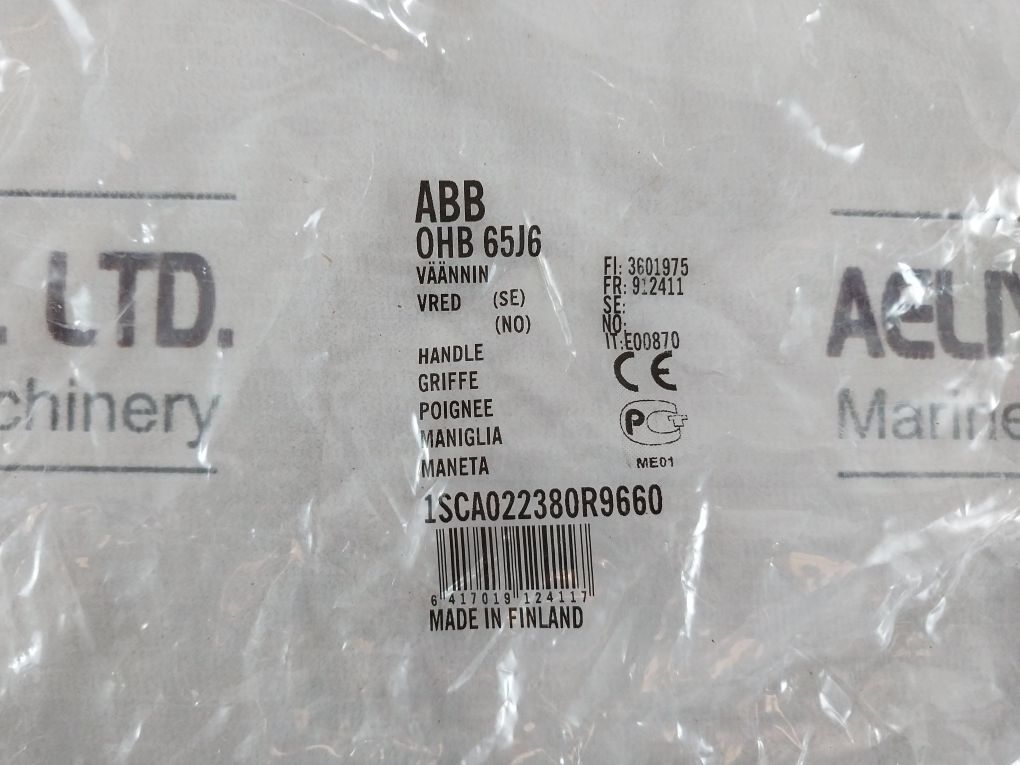 ABB
OHB 65J6
VÄÄNNIN
VRED (SE)
(NO)
HANDLE
GRIFFE
POIGNEE
MANIGLIA
MANETA
FI: 3601975
FR: 912411
SE:
NO:
IT:E00870
CE
PCT
ME01
1SCA022380R9660
6 417019 124117
MADE IN FINLAND
LTD.
Marine